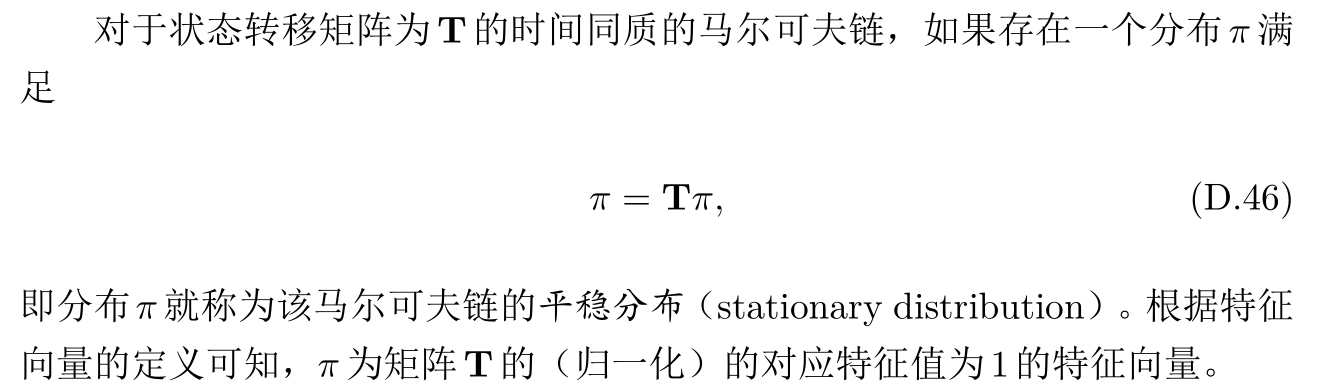 对于状态转移矩阵为 T 的时间同质的马尔可夫链，如果存在一个分布 π 满
足
π = Tπ, (D.46)
即分布 π 就称为该马尔可夫链的平稳分布（stationary distribution）。根据特征
向量的定义可知，π 为矩阵 T 的（归一化）的对应特征值为 1 的特征向量。